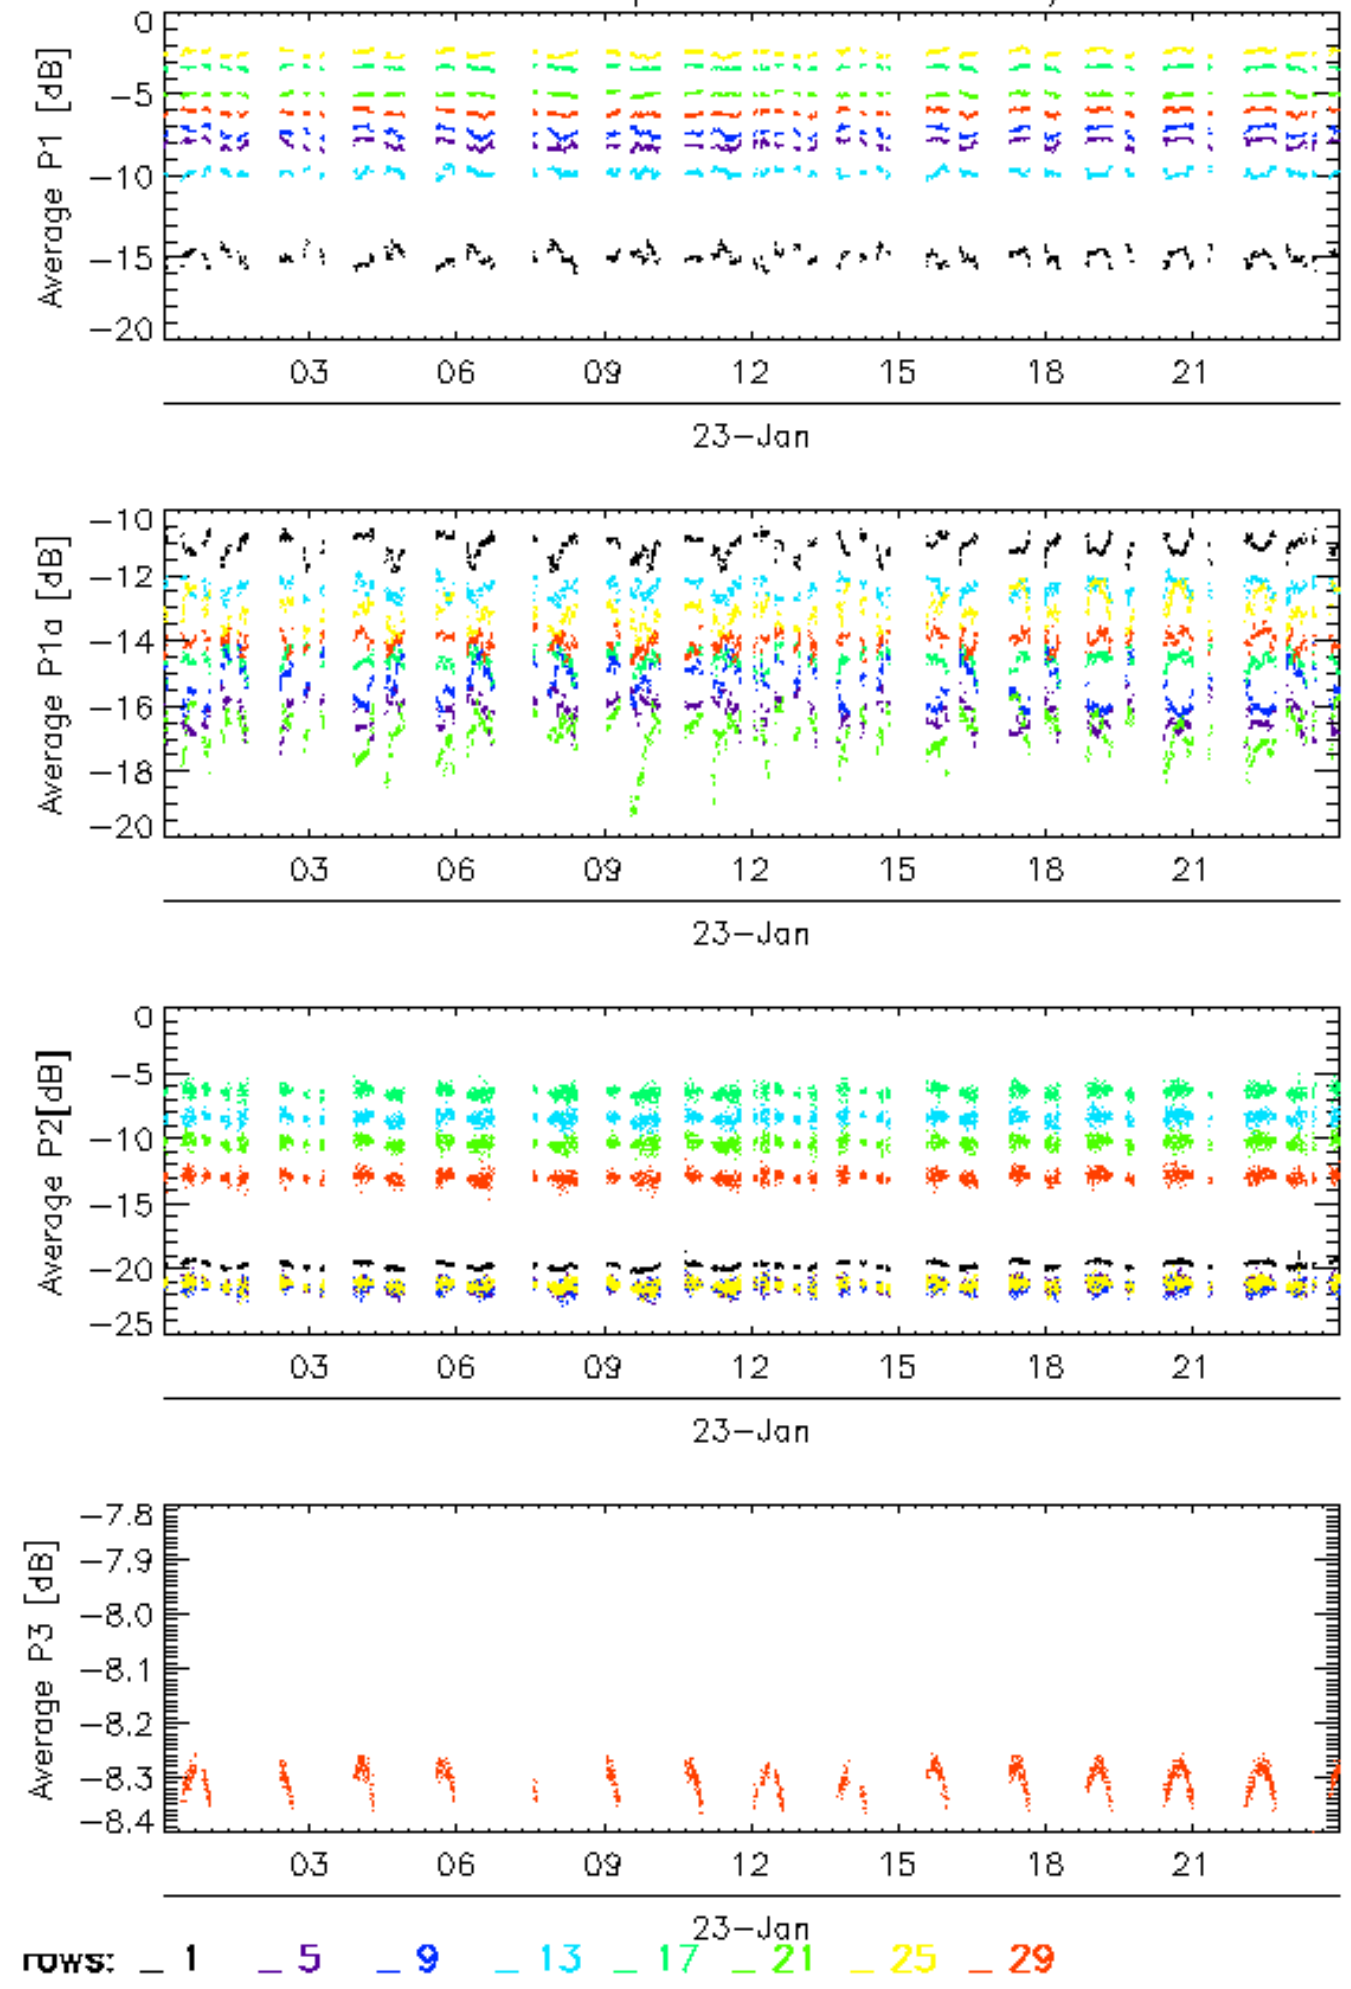 0
−5
−10
−15
−20
Average P1 [dB]
03 06 09 12 15 18 21
23−Jan
−10
−12
−14
−16
−18
−20
Average P1a [dB]
03 06 09 12 15 18 21
23−Jan
0
−5
−10
−15
−20
−25
Average P2[dB]
03 06 09 12 15 18 21
23−Jan
−7.8
−7.9
−8.0
−8.1
−8.2
−8.3
−8.4
Average P3 [dB]
03 06 09 12 15 18 21
23−Jan
rows: _ 1 _ 5 _ 9 _ 13 _ 17 _ 21 _ 25 _ 29